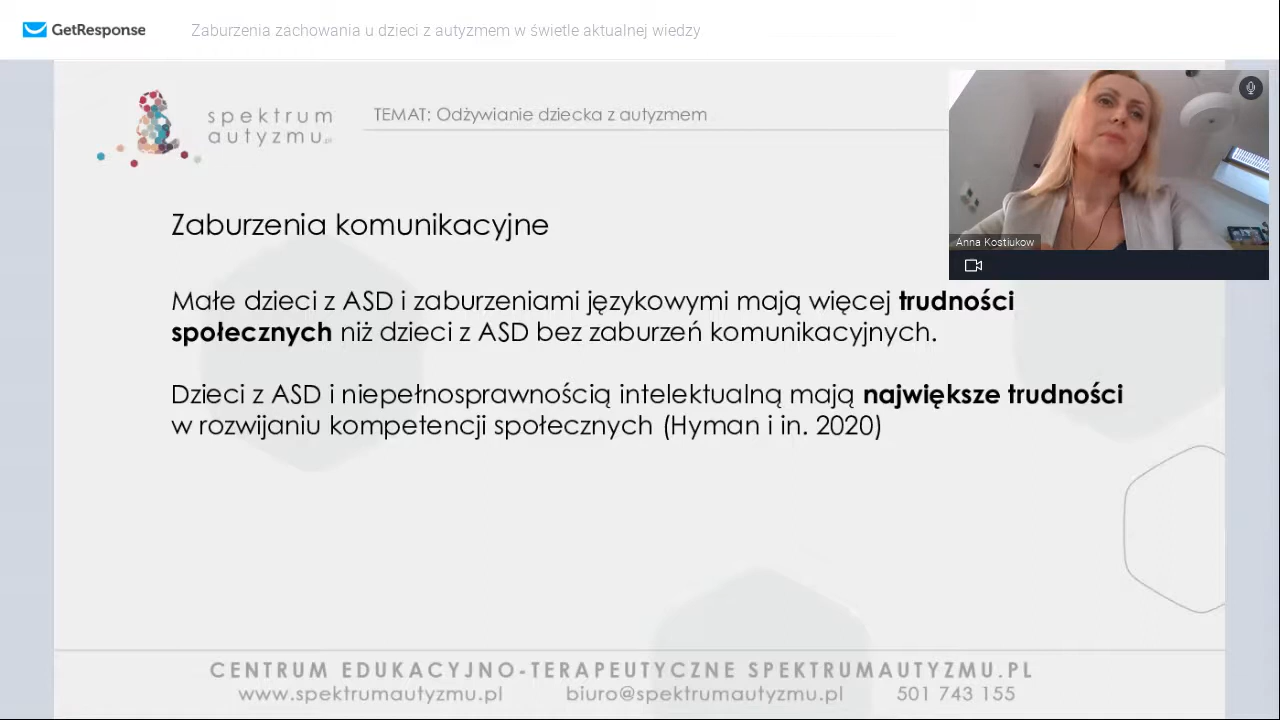 GetResponse
Zaburzenia zachowania u dzieci z autyzmem w świetle aktualnej wiedzy
spektrum
autyzmu.pl
TEMAT: Odżywianie dziecka z autyzmem
Anna Kostiukow
Zaburzenia komunikacyjne
Małe dzieci z ASD i zaburzeniami językowymi mają więcej trudności
społecznych niż dzieci z ASD bez zaburzeń komunikacyjnych.
Dzieci z ASD i niepełnosprawnością intelektualną mają największe trudności
w rozwijaniu kompetencji społecznych (Hyman i in. 2020)
CENTRUM EDUKACYJNO-TERAPEUTYCZNE SPEKTRUMAUTYZMU.PL
www.spektrumautyzmu.pl biuro@spektrumautyzmu.pl 501 743 155